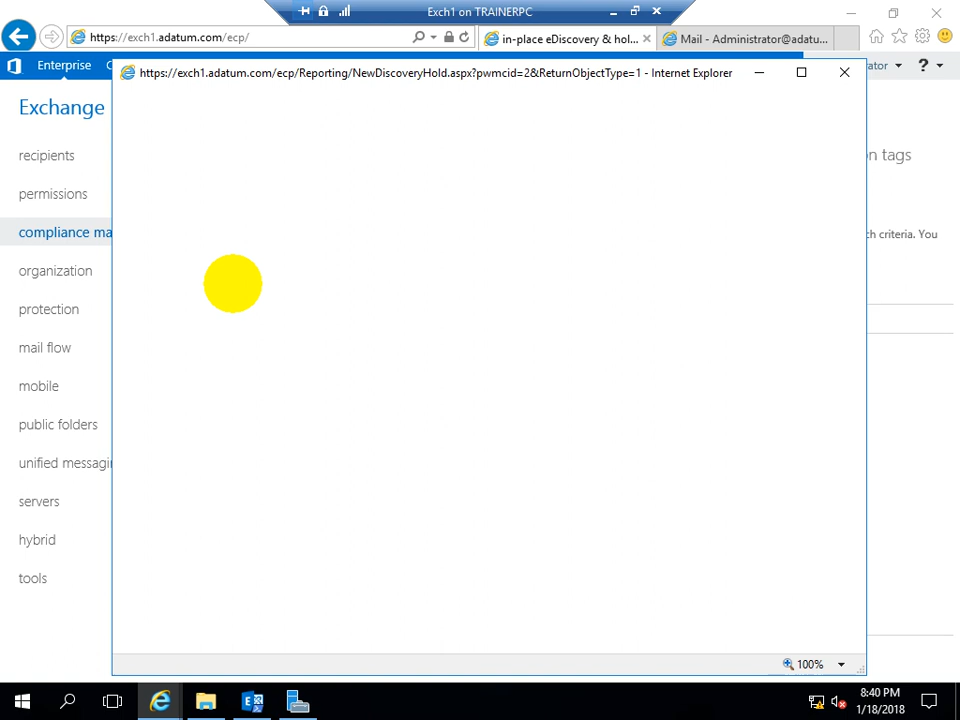 Exch1 on TRAINERPC
https://exch1.adatum.com/ecp/
in-place eDiscovery & hol...
Mail - Administrator@adatu...
Enterprise
rator
?
https://exch1.adatum.com/ecp/Reporting/NewDiscoveryHold.aspx?pwmcid=2&ReturnObjectType=1 - Internet Explorer
Exchange
recipients
n tags
permissions
compliance ma
ch criteria. You
organization
protection
mail flow
mobile
public folders
unified messagin
servers
hybrid
tools
100%
8:40 PM
1/18/2018